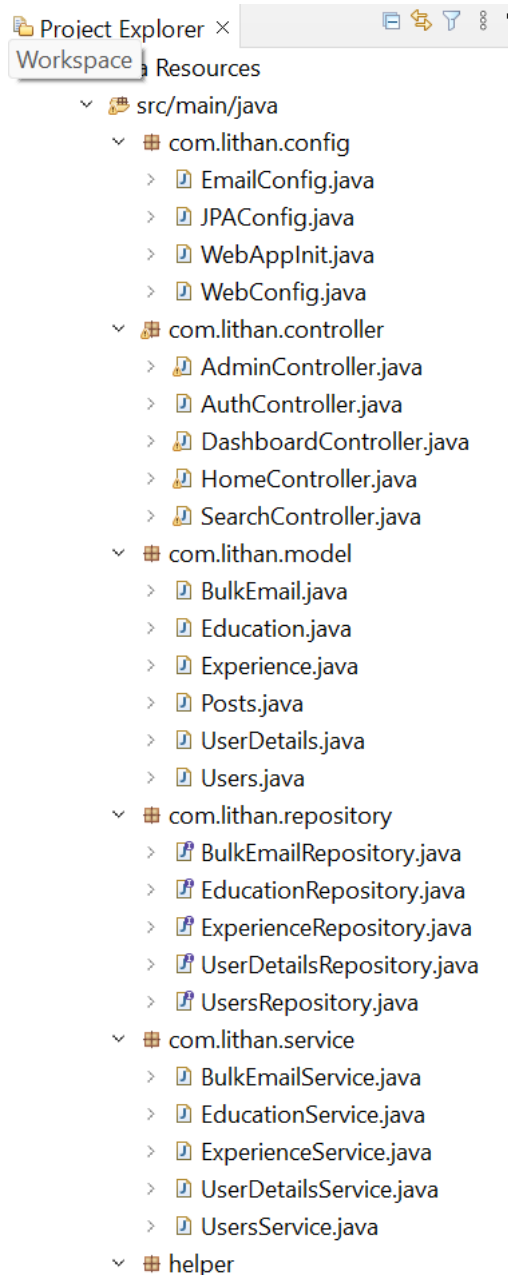 Project Explorer ×
Workspace
Resources
src/main/java
com.lithan.config
EmailConfig.java
JPAConfig.java
WebAppInit.java
WebConfig.java
com.lithan.controller
AdminController.java
AuthController.java
DashboardController.java
HomeController.java
SearchController.java
com.lithan.model
BulkEmail.java
Education.java
Experience.java
Posts.java
UserDetails.java
Users.java
com.lithan.repository
BulkEmailRepository.java
EducationRepository.java
ExperienceRepository.java
UserDetailsRepository.java
UsersRepository.java
com.lithan.service
BulkEmailService.java
EducationService.java
ExperienceService.java
UserDetailsService.java
UsersService.java
helper